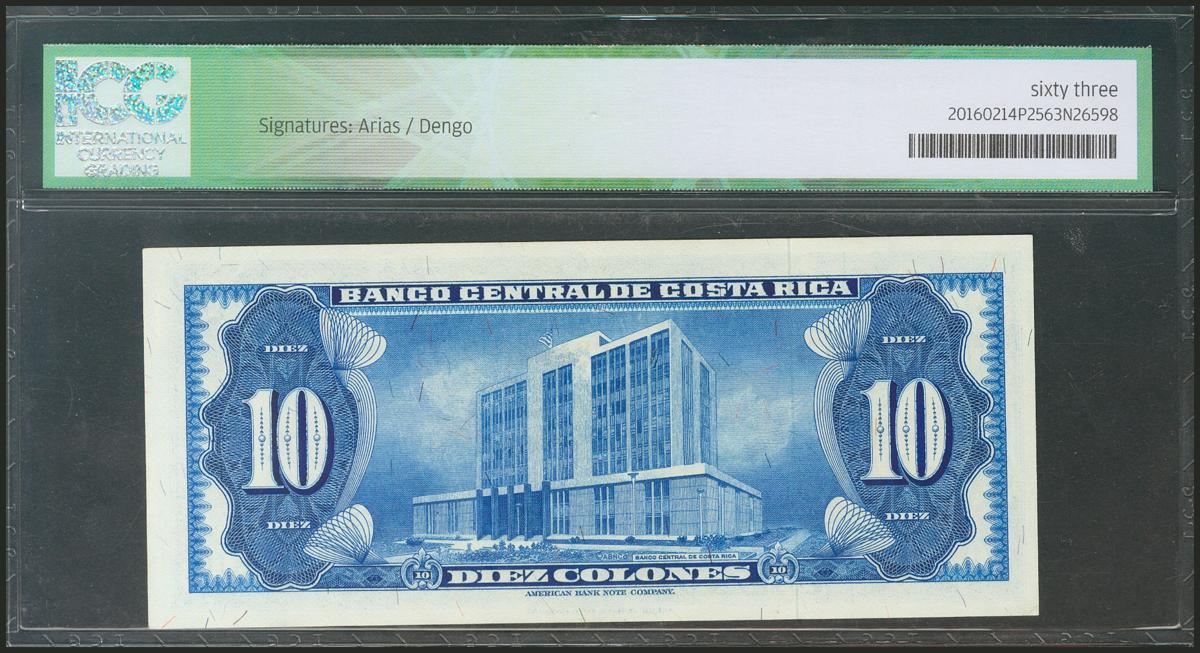 ICG
INTERNATIONAL
CURRENCY
GRADING
Signatures: Arias / Dengo
sixty three
20160214P2563N26598
BANCO CENTRAL DE COSTA RICA
DIEZ
DIEZ
10
10
DIEZ
DIEZ
©ABNCO
BANCO CENTRAL DE COSTA RICA
10
DIEZ COLONES
10
AMERICAN BANK NOTE COMPANY.